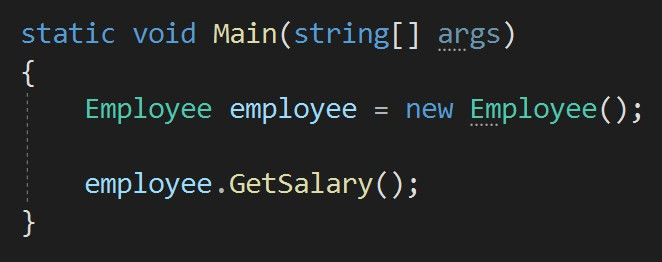 static void Main(string[] args)
{
Employee employee = new Employee();
employee.GetSalary();
}